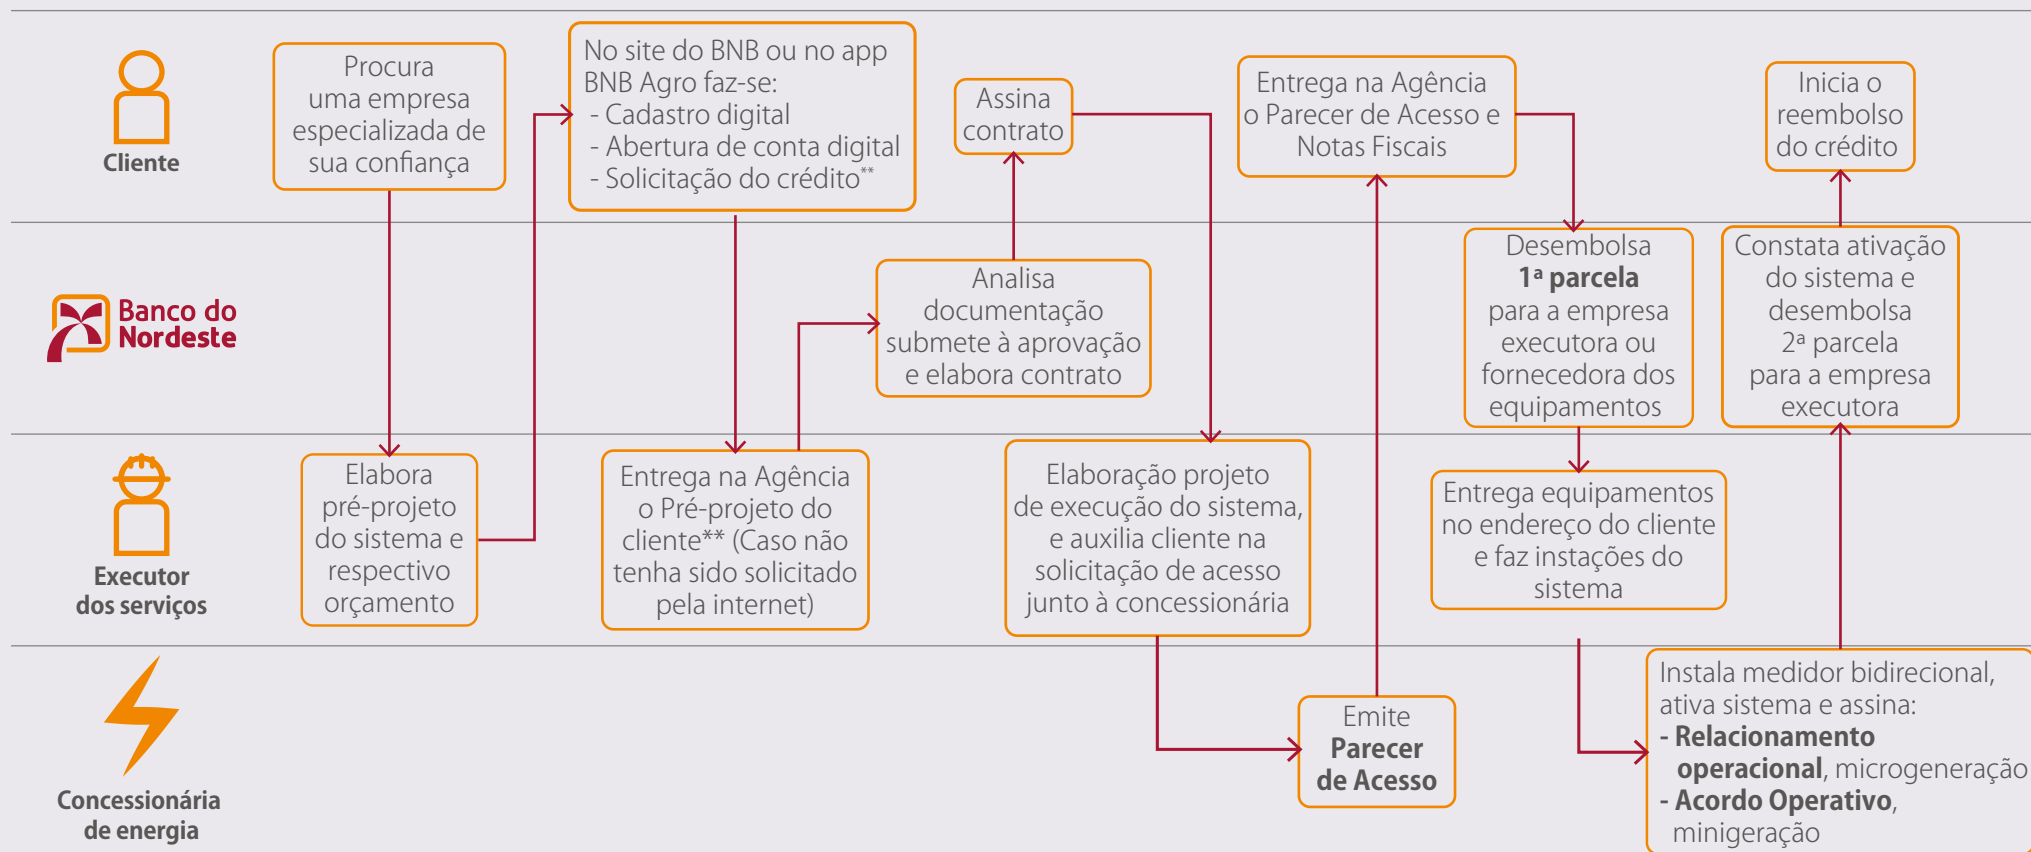 Cliente
Procura
uma empresa
especializada de
sua confiança
No site do BNB ou no app
BNB Agro faz-se:
- Cadastro digital
- Abertura de conta digital
- Solicitação do crédito**
Assina
contrato
Entrega na Agência
o Parecer de Acesso e
Notas Fiscais
Inicia o
reembolso
do crédito
Banco do
Nordeste
Analisa
documentação
submete à aprovação
e elabora contrato
Desembolsa
1ª parcela
para a empresa
executora ou
fornecedora dos
equipamentos
Constata ativação
do sistema e
desembolsa
2ª parcela
para a empresa
executora
Executor
dos serviços
Elabora
pré-projeto
do sistema e
respectivo
orçamento
Entrega na Agência
o Pré-projeto do
cliente** (Caso não
tenha sido solicitado
pela internet)
Elaboração projeto
de execução do sistema,
e auxilia cliente na
solicitação de acesso
junto à concessionária
Entrega equipamentos
no endereço do cliente
e faz instações do
sistema
Concessionária
de energia
Emite
Parecer
de Acesso
Instala medidor bidirecional,
ativa sistema e assina:
- Relacionamento
operacional, microgeneração
- Acordo Operativo,
minigeração